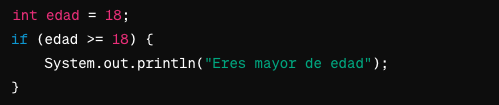 int edad = 18;
if (edad >= 18) {
    System.out.println("Eres mayor de edad");
}